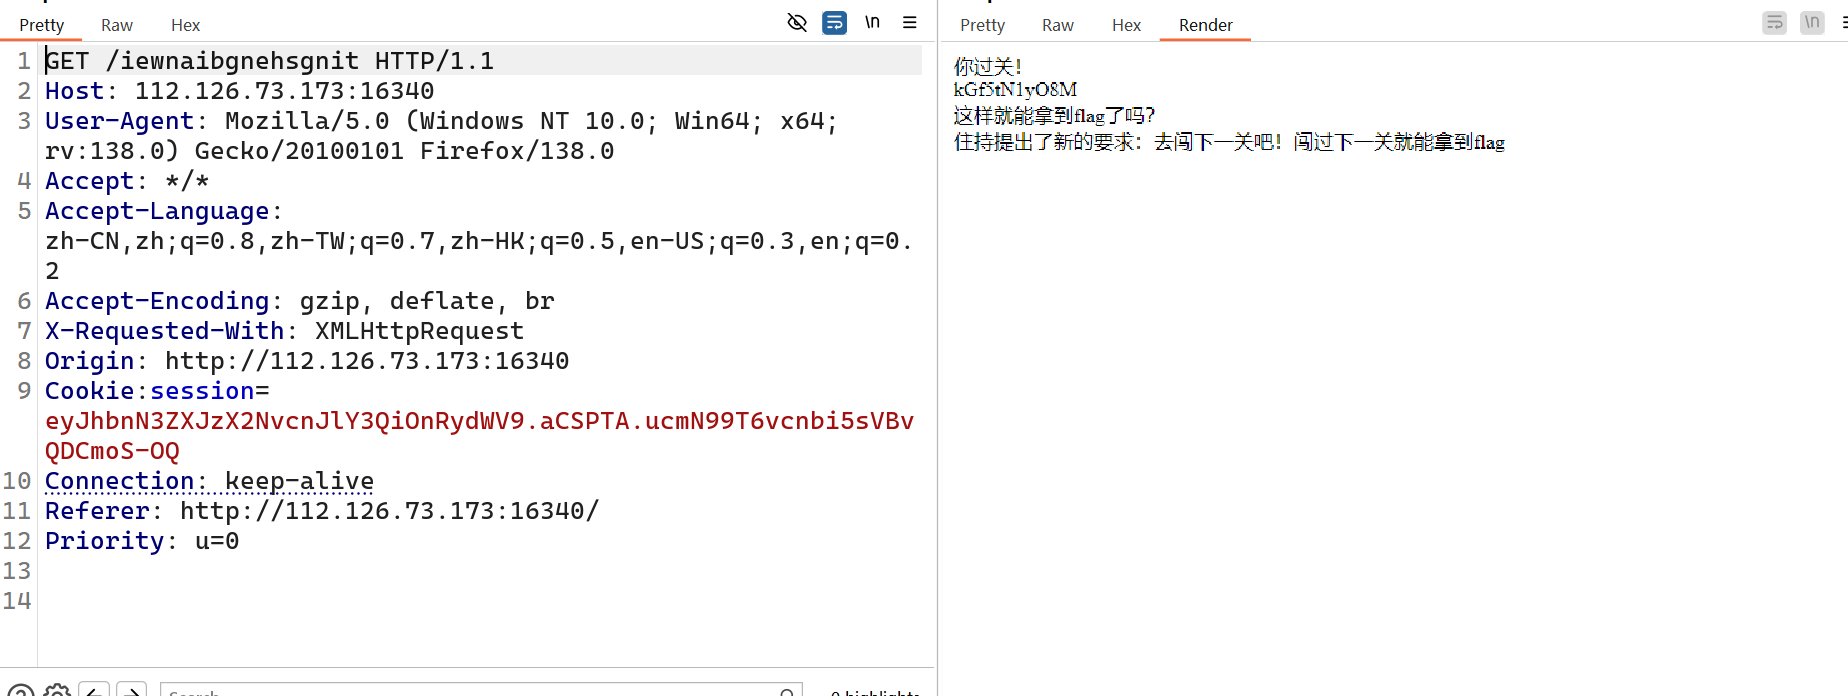 Pretty Raw Hex \n
1 GET /iewnaibgnehsgnit HTTP/1.1
2 Host: 112.126.73.173:16340
3 User-Agent: Mozilla/5.0 (Windows NT 10.0; Win64; x64;
rv:138.0) Gecko/20100101 Firefox/138.0
4 Accept: */*
5 Accept-Language:
zh-CN,zh;q=0.8,zh-TW;q=0.7,zh-HK;q=0.5,en-US;q=0.3,en;q=0.
2
6 Accept-Encoding: gzip, deflate, br
7 X-Requested-With: XMLHttpRequest
8 Origin: http://112.126.73.173:16340
9 Cookie:session=
eyJhbnN3ZXJzX2NvcnJlY3QiOnRydWV9.aCSPTA.ucmN99T6vcnbi5sVBv
QDCmoS-OQ
10 Connection: keep-alive
11 Referer: http://112.126.73.173:16340/
12 Priority: u=0
13
14
Search
0 highlights
Pretty Raw Hex Render \n
你过关！
kGf5tN1yO8M
这样就能拿到flag了吗？
住持提出了新的要求：去闯下一关吧！闯过下一关就能拿到flag